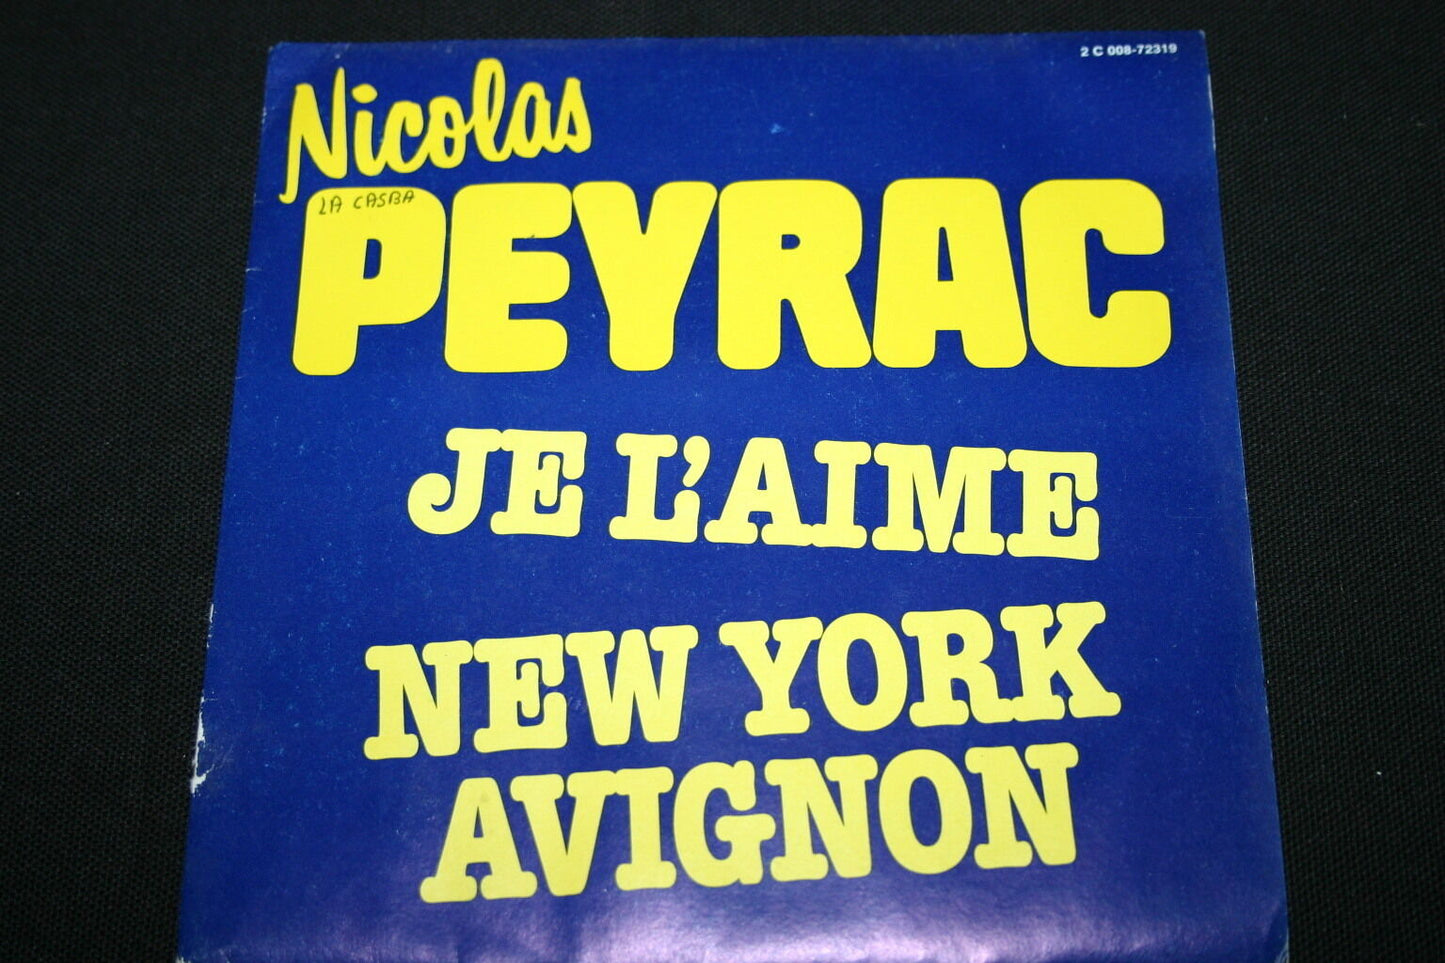 2 C 008-72319
Nicolas
LA CASBA
PEYRAC
JE L'AIME
NEW YORK
AVIGNON